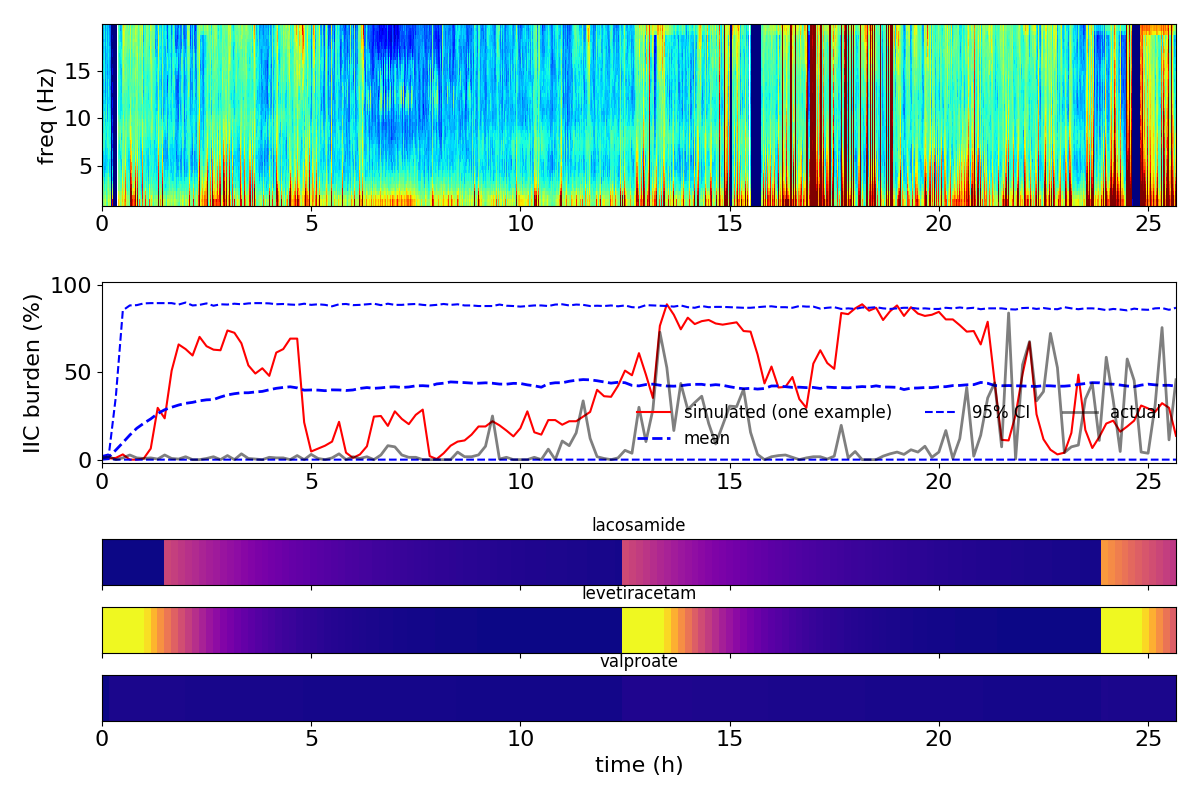 freq (Hz)
15
10
5
0 5 10 15 20 25
IIC burden (%)
100
50
0
simulated (one example) 95% CI actual
mean
0 5 10 15 20 25
lacosamide
levetiracetam
valproate
0 5 10 15 20 25
time (h)